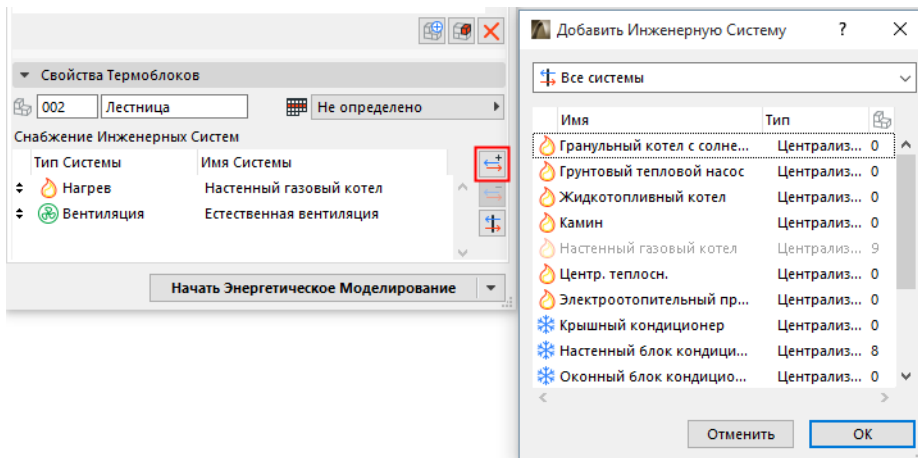 Свойства Термоблоков
002 Лестница Не определено
Снабжение Инженерных Систем
Тип Системы Имя Системы
Нагрев Настенный газовый котел
Вентиляция Естественная вентиляция
Начать Энергетическое Моделирование
Добавить Инженерную Систему ?
Все системы
Имя Тип
Гранульный котел с солне... Централиз... 0
Грунтовый тепловой насос Централиз... 0
Жидкотопливный котел Централиз... 0
Камин Централиз... 0
Настенный газовый котел Централиз... 9
Центр. теплосн. Централиз... 0
Электроотопительный пр... Централиз... 0
Крышный кондиционер Централиз... 0
Настенный блок кондици... Централиз... 8
Оконный блок кондицио... Централиз... 0
Отменить OK